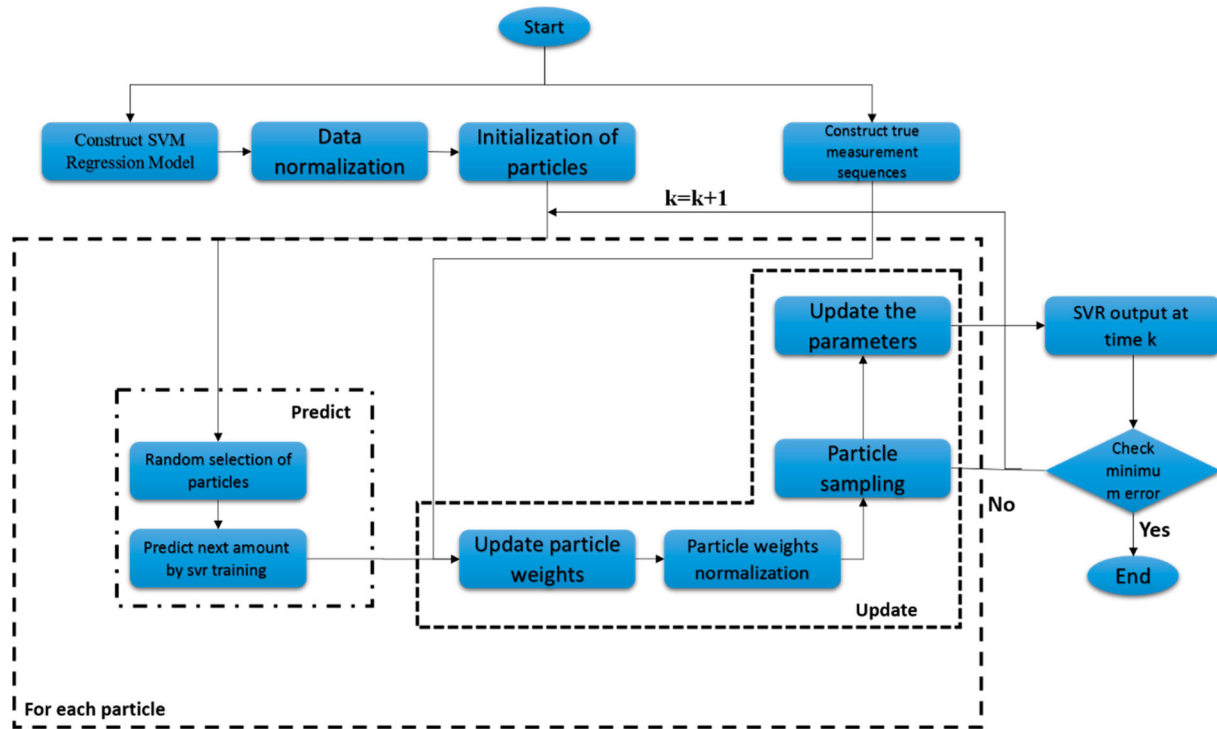 Start
Construct SVM
Regression Model
Data
normalization
Initialization of
particles
Construct true
measurement
sequences
k=k+1
Update the
parameters
SVR output at
time k
Predict
Random selection of
particles
Particle
sampling
Check
minimu
m error
No
Yes
Predict next amount
by svr training
Update particle
weights
Particle weights
normalization
End
Update
For each particle